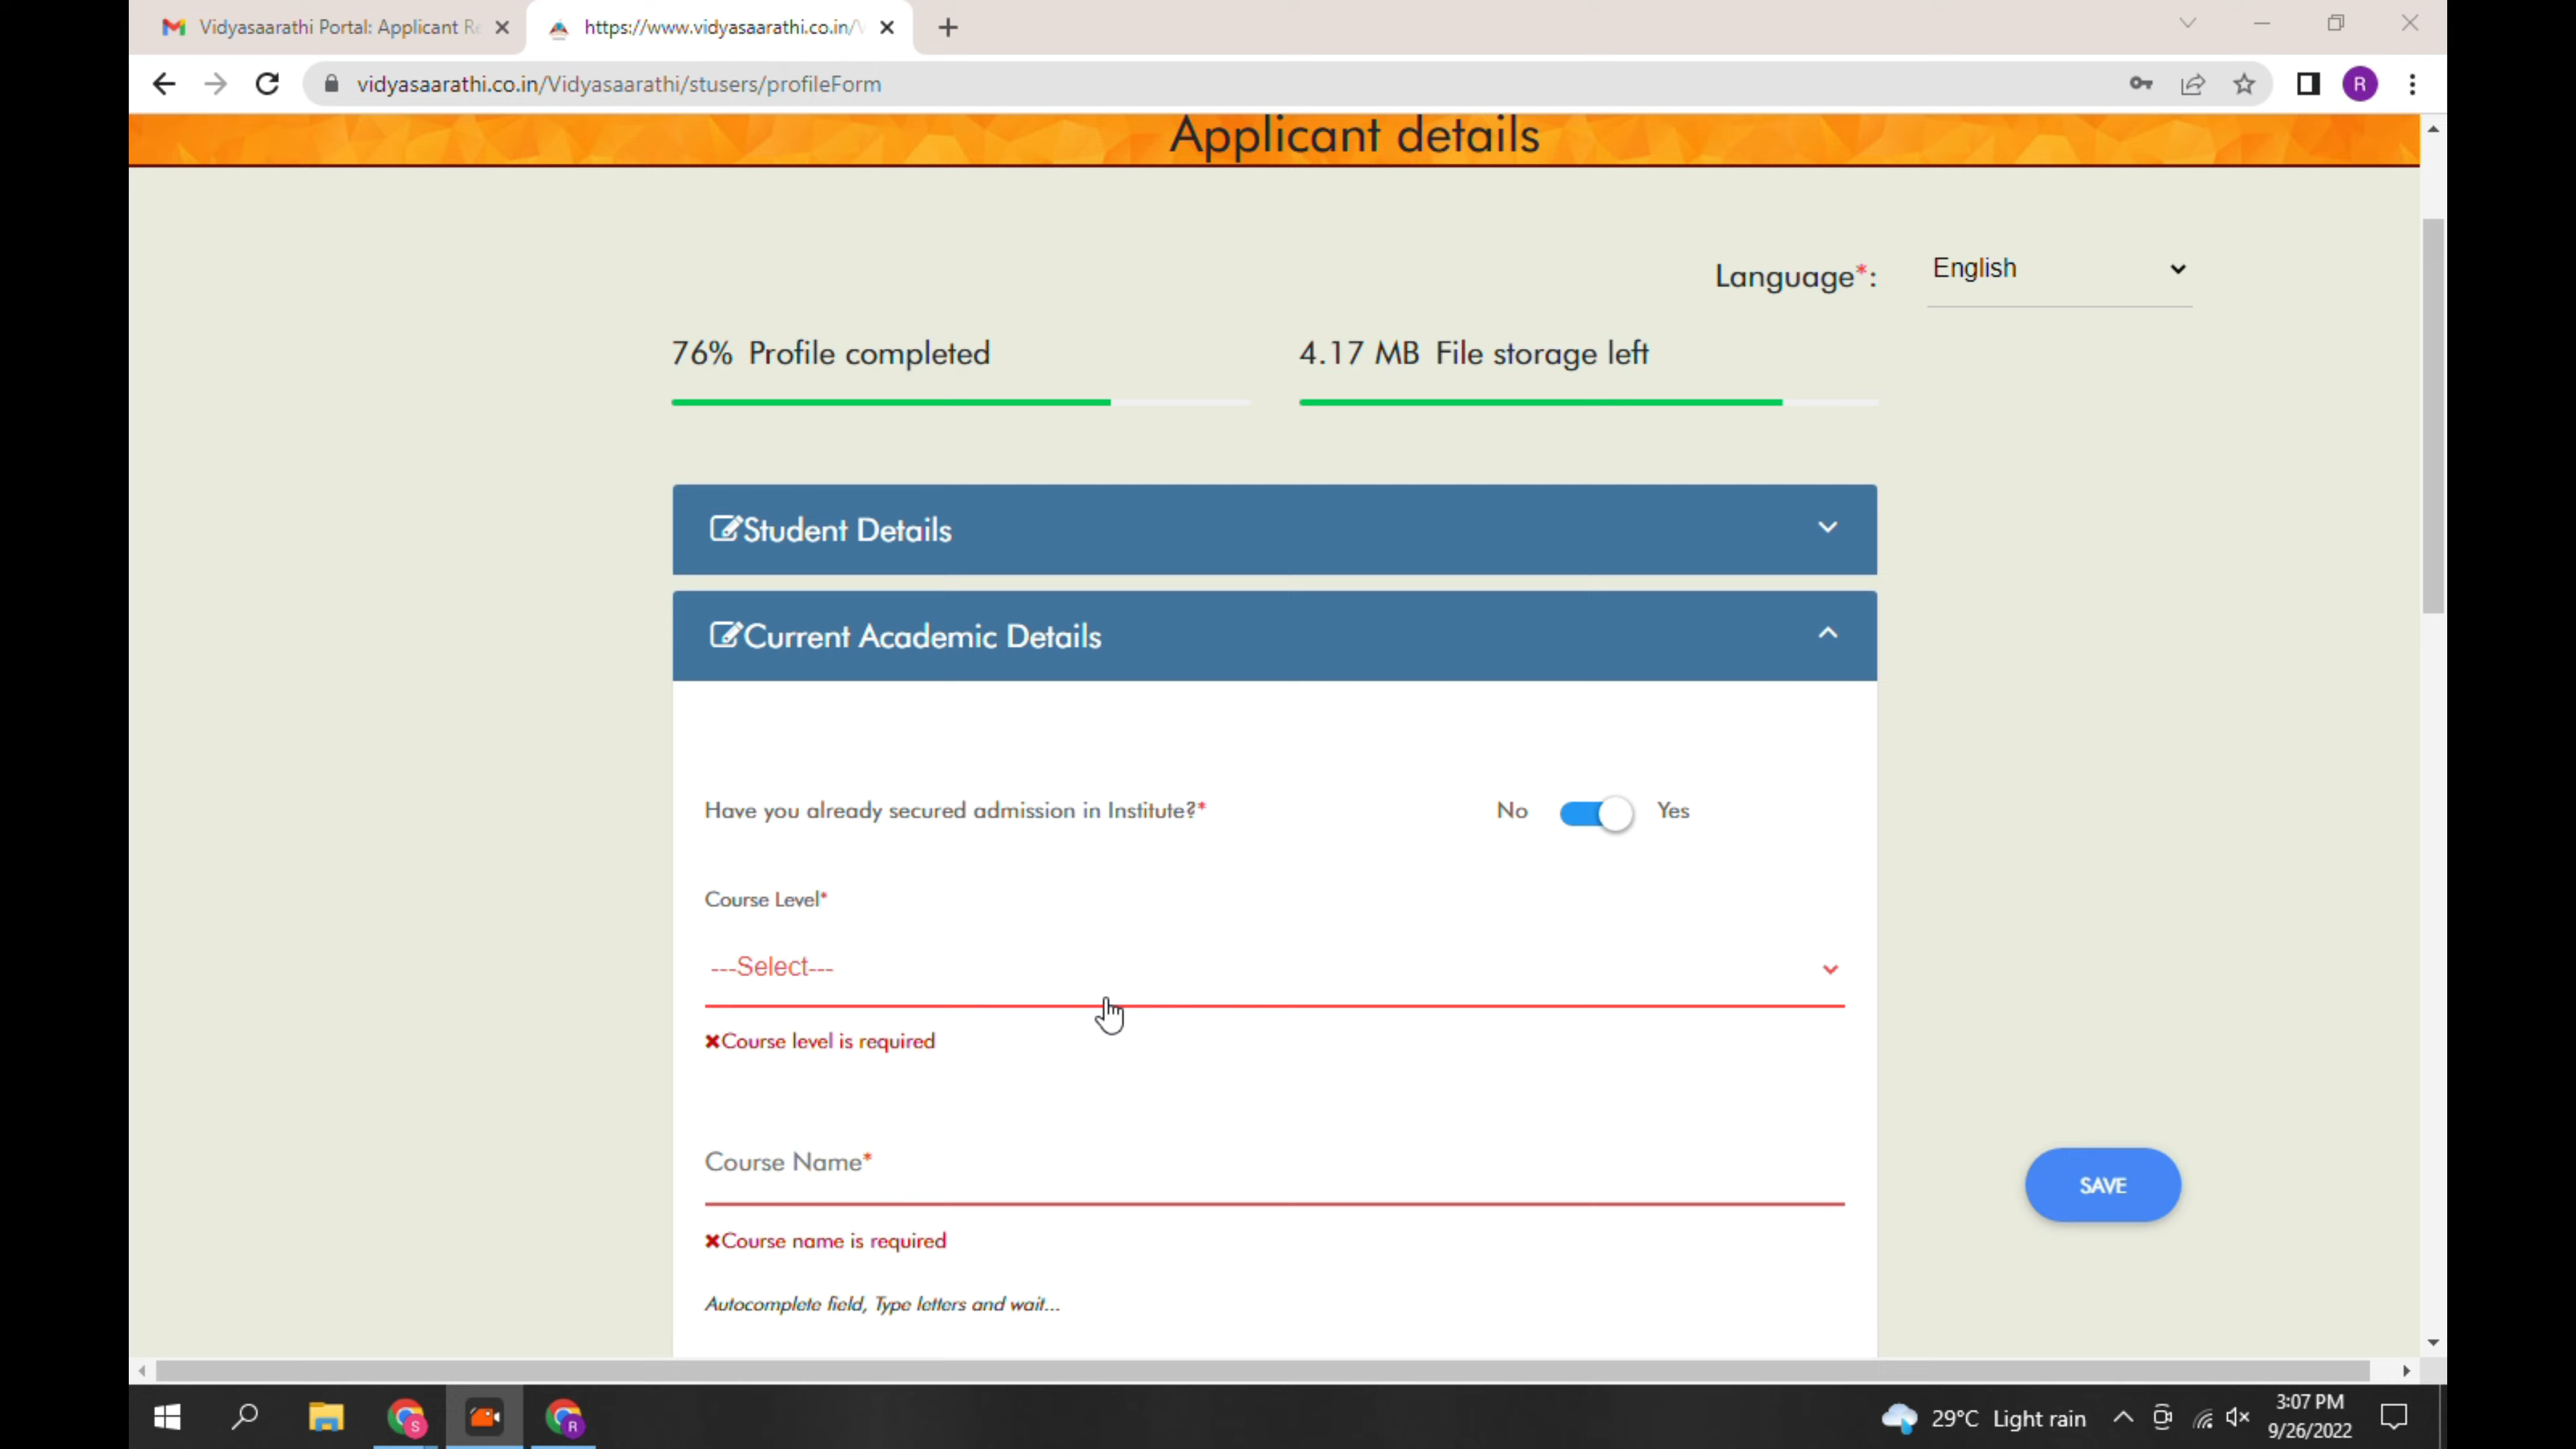 Vidyasaarathi Portal: Applicant Re
https://www.vidyasaarathi.co.in/V
vidyasaarathi.co.in/Vidyasaarathi/stusers/profileForm
R
Applicant details
Language*:
English
76% Profile completed
4.17 MB File storage left
Student Details
Current Academic Details
Have you already secured admission in Institute?*
No
Yes
Course Level*
---Select---
Course level is required
Course Name*
SAVE
Course name is required
Autocomplete field, Type letters and wait...
S
R
29°C Light rain
3:07 PM
9/26/2022